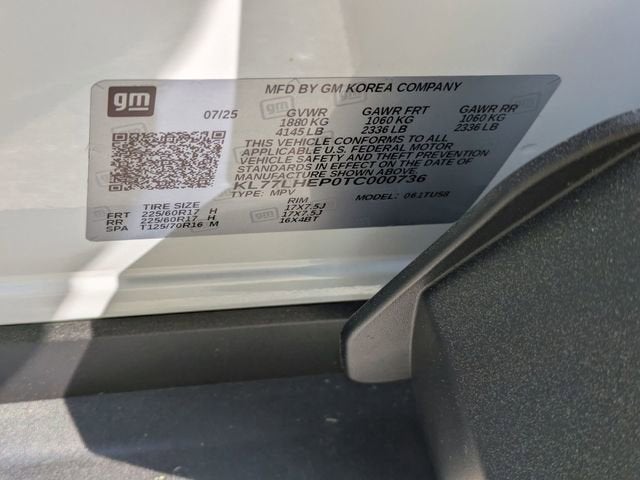 gm
MFD BY GM KOREA COMPANY
07/25 GVWR GAWR FRT GAWR RR
1880 KG 1060 KG 1060 KG
4145 LB 2336 LB 2336 LB
THIS VEHICLE CONFORMS TO ALL
APPLICABLE U.S. FEDERAL MOTOR
VEHICLE SAFETY AND THEFT PREVENTION
STANDARDS IN EFFECT ON THE DATE OF
MANUFACTURE SHOWN ABOVE.
KL77LHEP0TC000736
TYPE: MPV MODEL: 061TUS8
TIRE SIZE RIM
FRT 225/60R17 H 17X7.5J
RR 225/60R17 H 17X7.5J
SPA T125/70R16 M 16X4BT